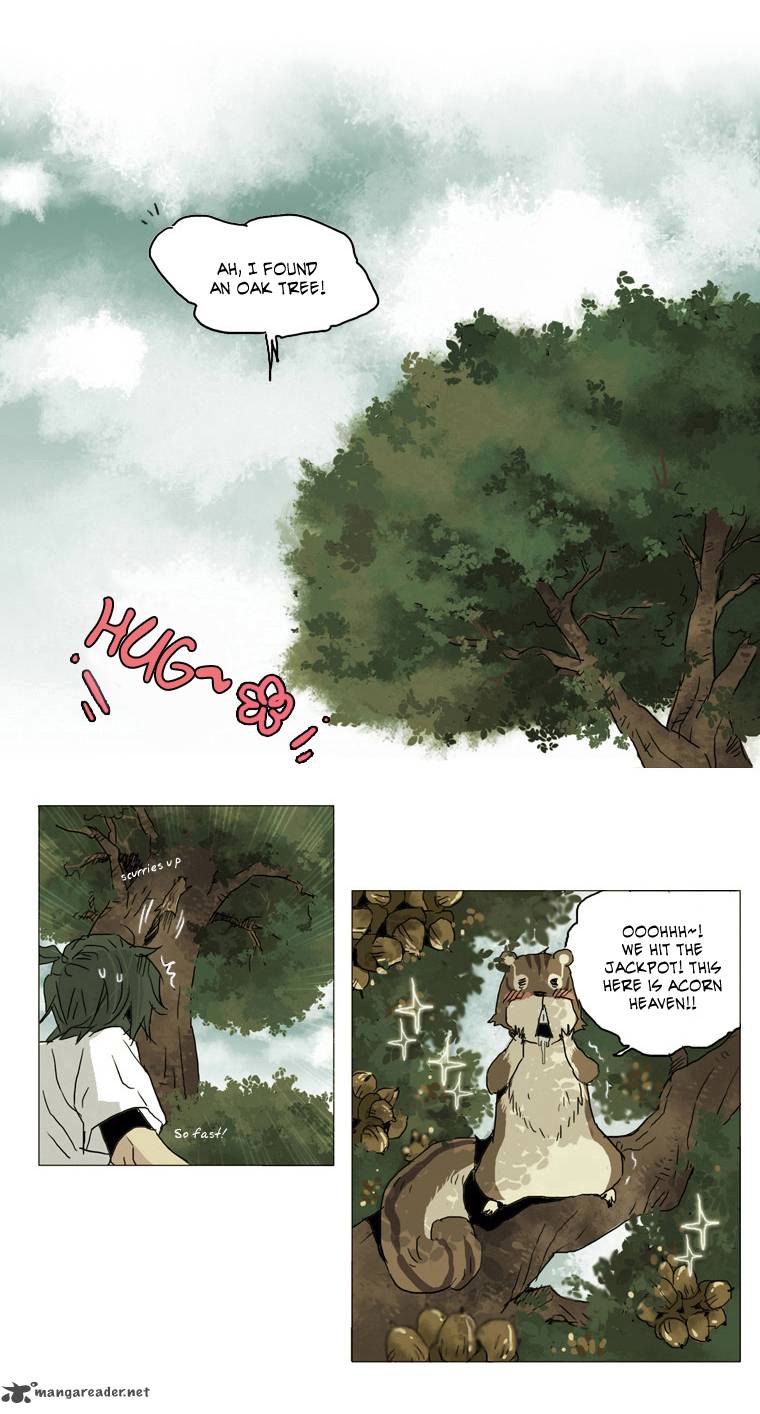 AH, I FOUND
AN OAK TREE!
HUG~
scurries up
So fast!
OOOHHH~!
WE HIT THE
JACKPOT! THIS
HERE IS ACORN
HEAVEN!!
mangareader.net